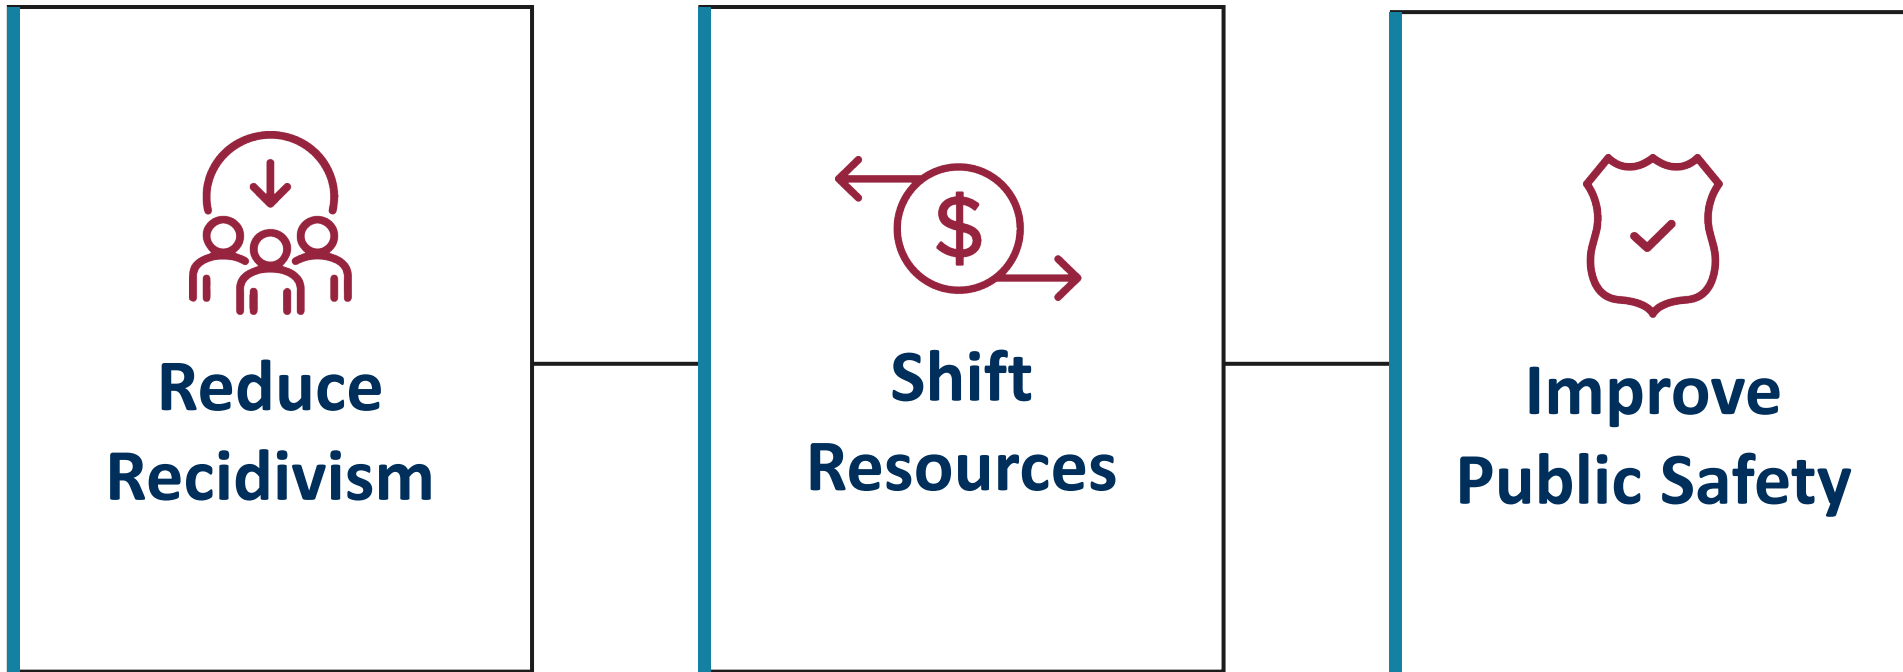 Reduce
Recidivism
$
Shift
Resources
Improve
Public Safety